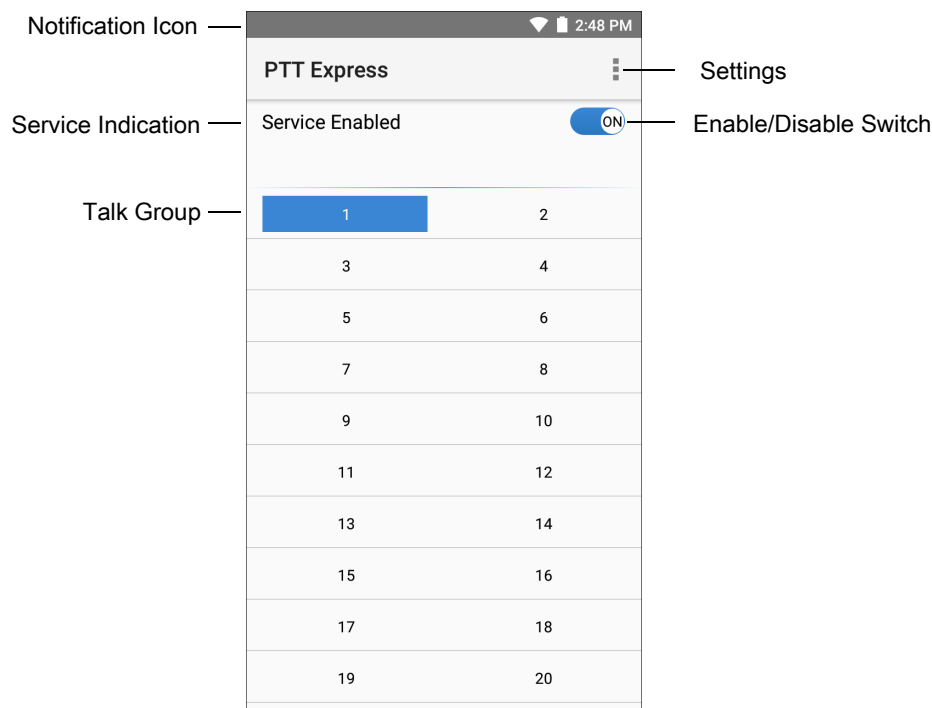 Notification Icon
2:48 PM
PTT Express
Settings
Service Indication
Service Enabled
ON
Enable/Disable Switch
Talk Group
1 2
3 4
5 6
7 8
9 10
11 12
13 14
15 16
17 18
19 20